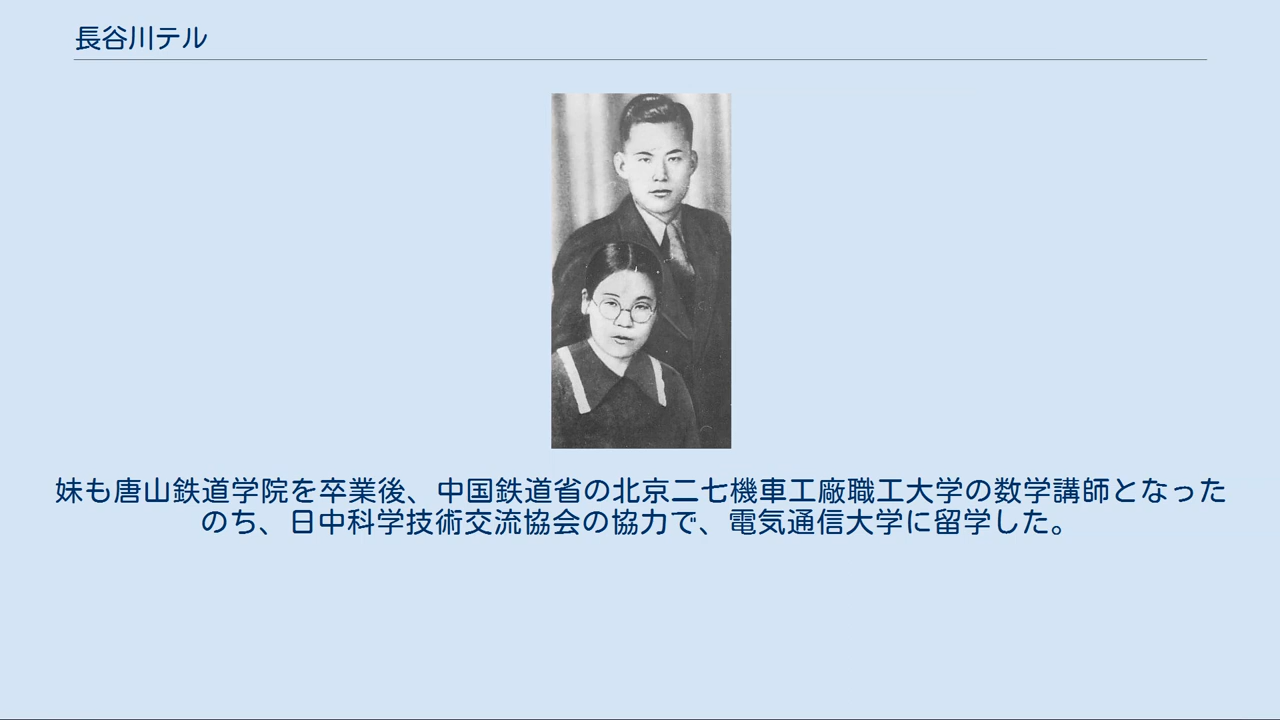 長谷川テル
妹も唐山鉄道学院を卒業後、中国鉄道省の北京二七機車工廠職工大学の数学講師となった
のち、日中科学技術交流協会の協力で、電気通信大学に留学した。